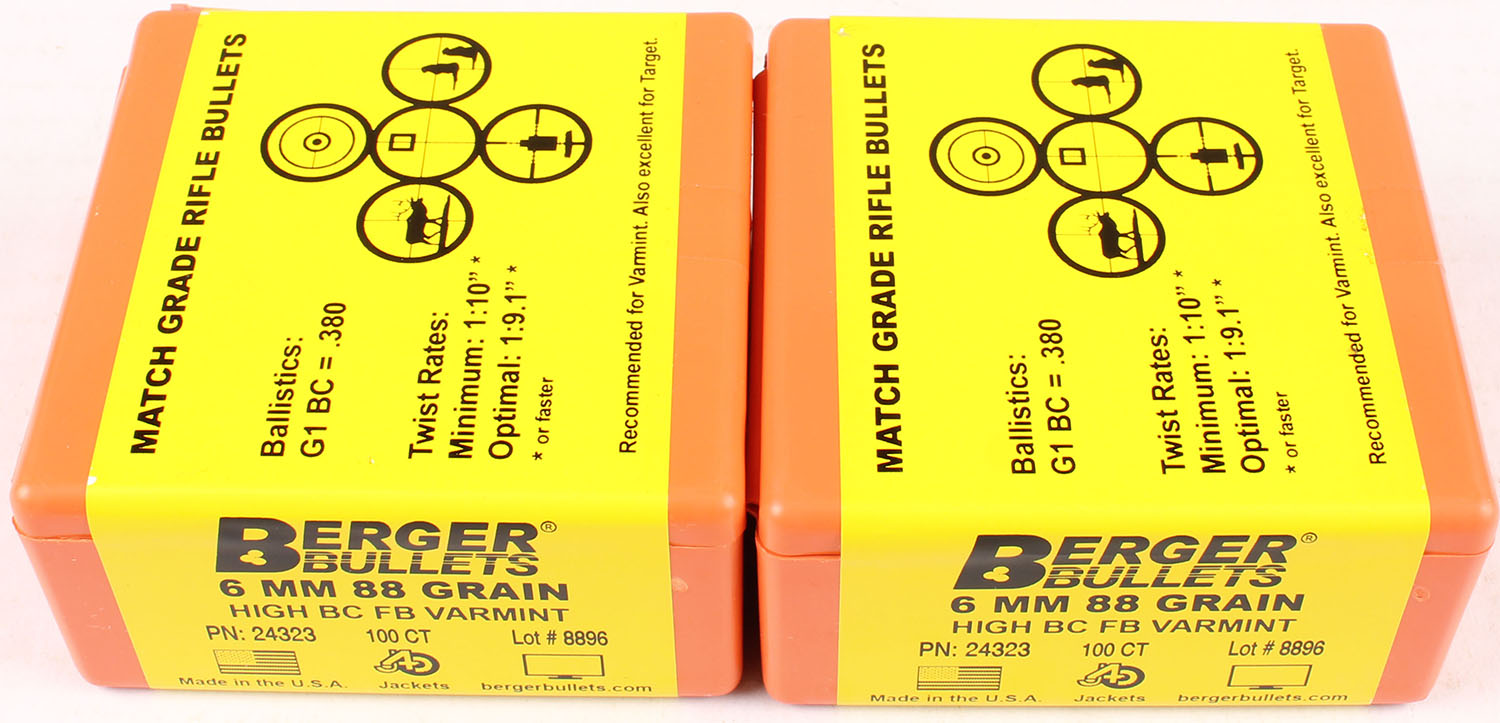 MATCH GRADE RIFLE BULLETS
Ballistics:
G1 BC = .380
Twist Rates:
Minimum: 1:10” *
Optimal: 1:9.1” *
* or faster
Recommended for Varmint. Also excellent for Target.
BERGER®
BULLETS
6 MM 88 GRAIN
HIGH BC FB VARMINT
PN: 24323 100 CT Lot # 8896
Made in the U.S.A. J4 Jackets bergerbullets.com
MATCH GRADE RIFLE BULLETS
Ballistics:
G1 BC = .380
Twist Rates:
Minimum: 1:10” *
Optimal: 1:9.1” *
* or faster
Recommended for Varmint. Also excellent for Target.
BERGER®
BULLETS
6 MM 88 GRAIN
HIGH BC FB VARMINT
PN: 24323 100 CT Lot # 8896
Made in the U.S.A. J4 Jackets bergerbullets.com